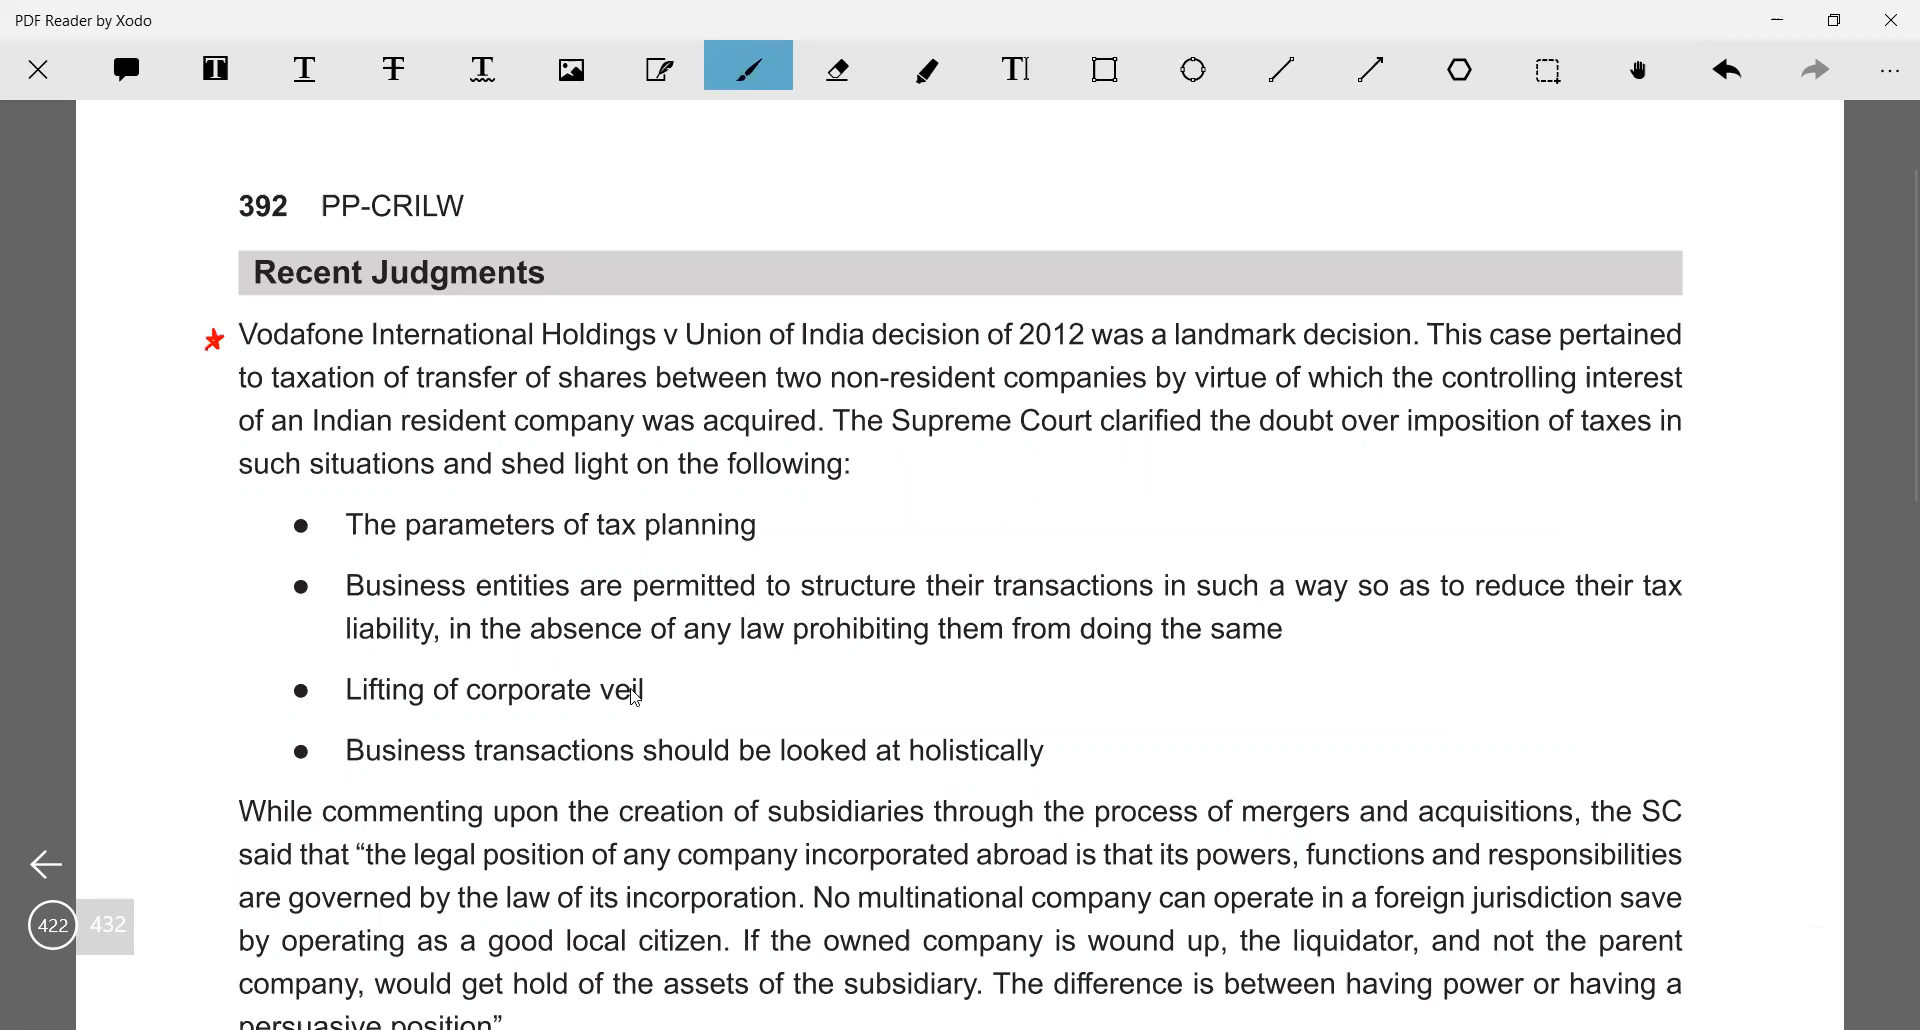 PDF Reader by Xodo
392 PP-CRILW
Recent Judgments
Vodafone International Holdings v Union of India decision of 2012 was a landmark decision. This case pertained
to taxation of transfer of shares between two non-resident companies by virtue of which the controlling interest
of an Indian resident company was acquired. The Supreme Court clarified the doubt over imposition of taxes in
such situations and shed light on the following:
● The parameters of tax planning
● Business entities are permitted to structure their transactions in such a way so as to reduce their tax
liability, in the absence of any law prohibiting them from doing the same
● Lifting of corporate veil
● Business transactions should be looked at holistically
While commenting upon the creation of subsidiaries through the process of mergers and acquisitions, the SC
said that “the legal position of any company incorporated abroad is that its powers, functions and responsibilities
are governed by the law of its incorporation. No multinational company can operate in a foreign jurisdiction save
by operating as a good local citizen. If the owned company is wound up, the liquidator, and not the parent
company, would get hold of the assets of the subsidiary. The difference is between having power or having a
persuasive position”
422 432